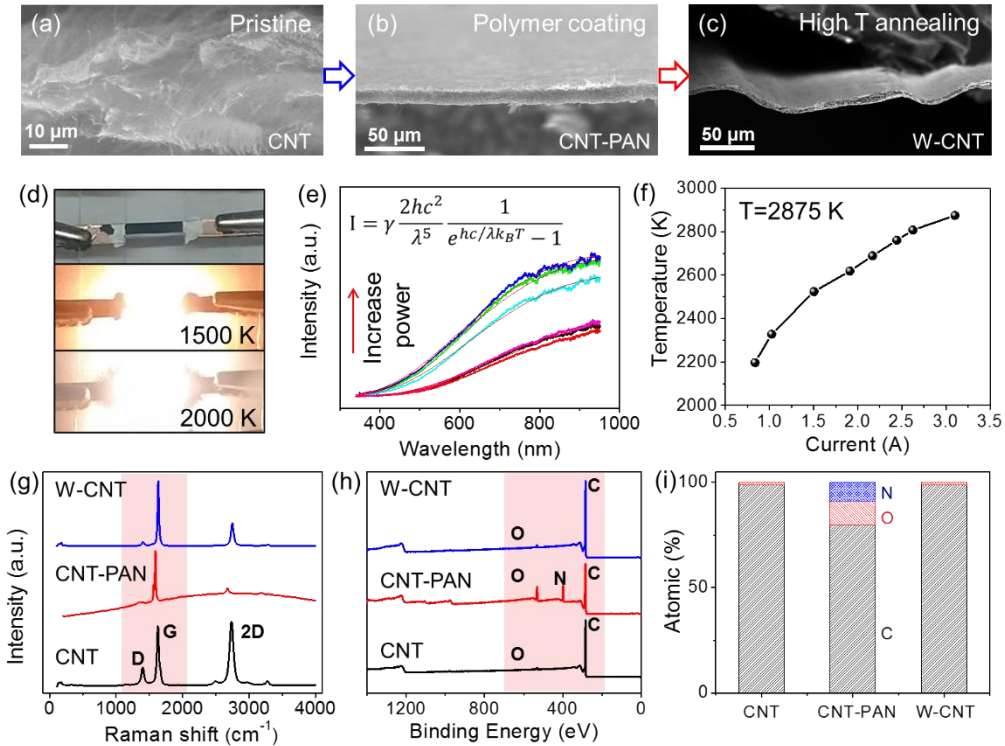 (a) Pristine
10 μm
CNT
(b) Polymer coating
50 μm
CNT-PAN
(c) High T annealing
50 μm
W-CNT
(d)
1500 K
2000 K
(e)
I = γ 2hc² / λ⁵ 1 / e^{hc/λk_BT} − 1
Intensity (a.u.)
Increase
power
400 600 800 1000
Wavelength (nm)
(f)
T=2875 K
Temperature (K)
3000
2800
2600
2400
2200
2000
0.5 1.0 1.5 2.0 2.5 3.0 3.5
Current (A)
(g)
W-CNT
CNT-PAN
CNT
D
G
2D
Intensity (a.u.)
0 1000 2000 3000 4000
Raman shift (cm⁻¹)
(h)
W-CNT
O
C
CNT-PAN
O
N
C
CNT
O
C
1200 800 400 0
Binding Energy (eV)
(i)
100
50
0
Atomic (%)
N
O
C
CNT CNT-PAN W-CNT